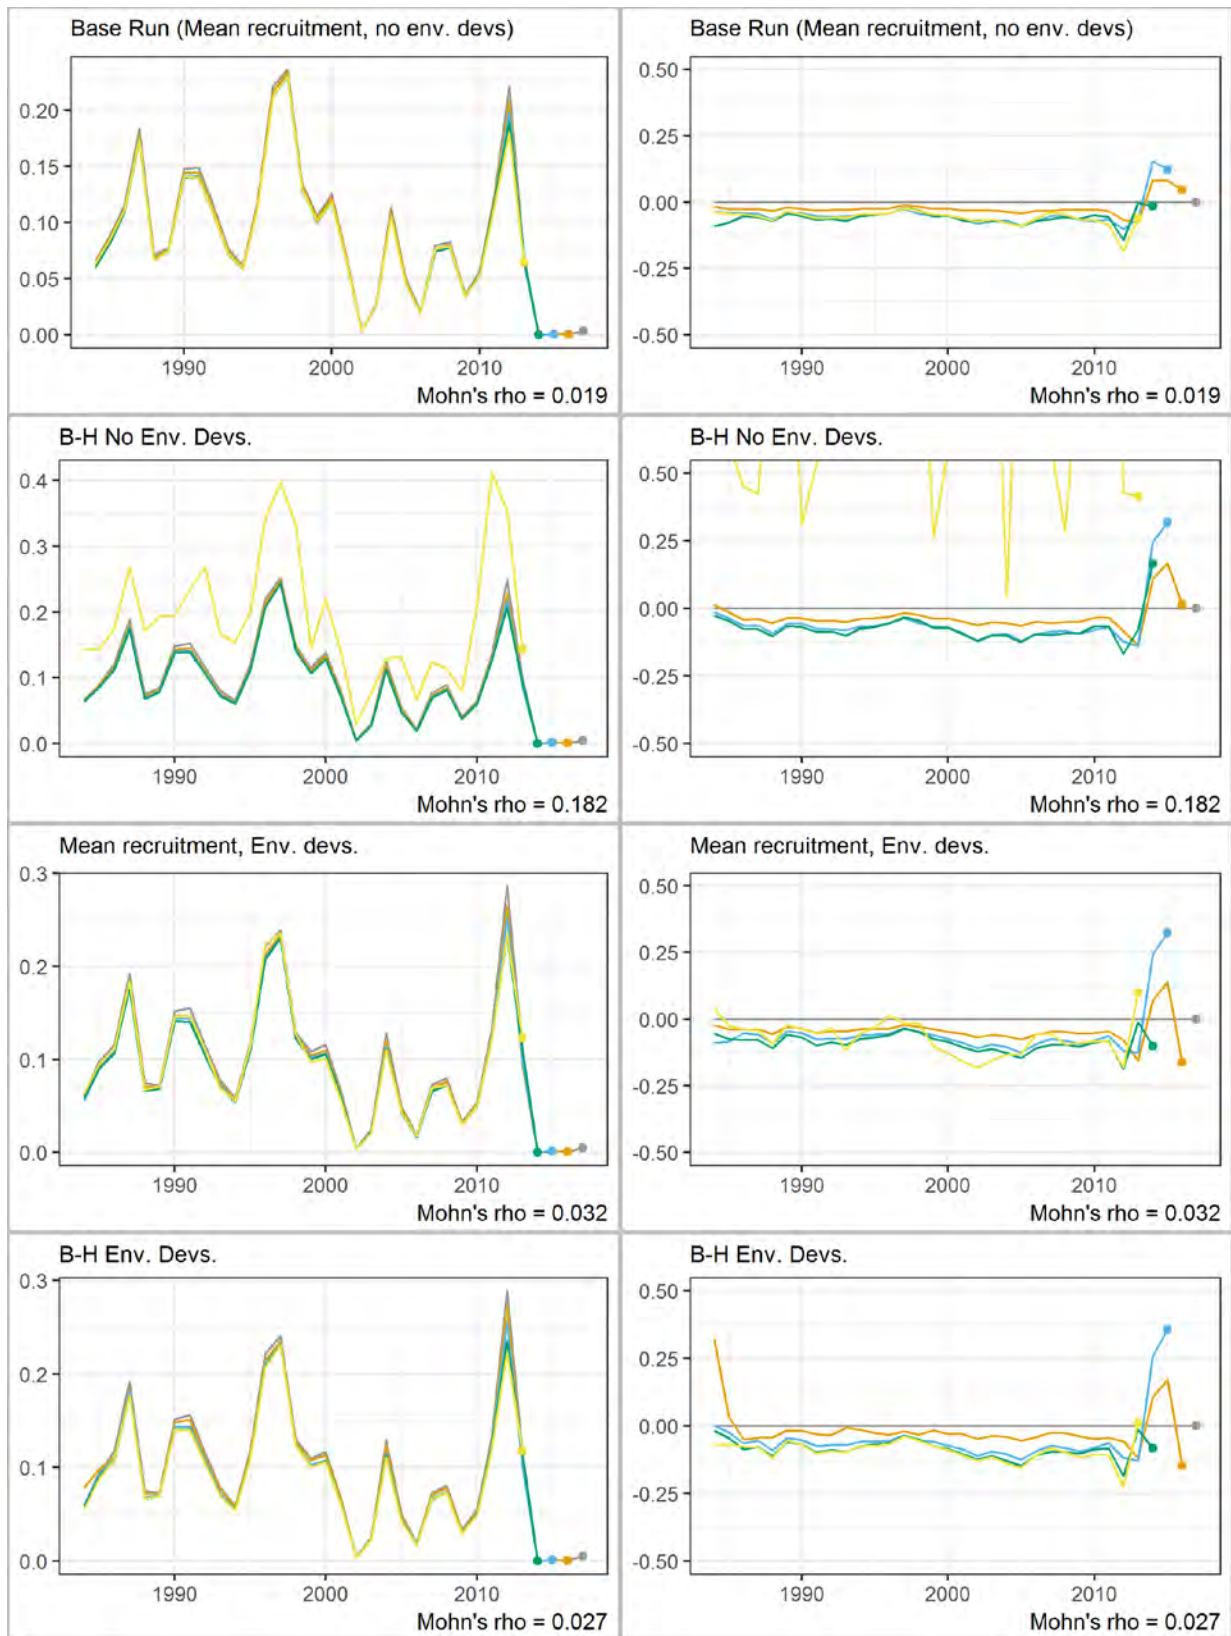 Base Run (Mean recruitment, no env. devs)
0.20
0.15
0.10
0.05
0.00
1990 2000 2010
Mohn's rho = 0.019
Base Run (Mean recruitment, no env. devs)
0.50
0.25
0.00
-0.25
-0.50
1990 2000 2010
Mohn's rho = 0.019
B-H No Env. Devs.
0.4
0.3
0.2
0.1
0.0
1990 2000 2010
Mohn's rho = 0.182
B-H No Env. Devs.
0.50
0.25
0.00
-0.25
-0.50
1990 2000 2010
Mohn's rho = 0.182
Mean recruitment, Env. devs.
0.3
0.2
0.1
0.0
1990 2000 2010
Mohn's rho = 0.032
Mean recruitment, Env. devs.
0.50
0.25
0.00
-0.25
-0.50
1990 2000 2010
Mohn's rho = 0.032
B-H Env. Devs.
0.3
0.2
0.1
0.0
1990 2000 2010
Mohn's rho = 0.027
B-H Env. Devs.
0.50
0.25
0.00
-0.25
-0.50
1990 2000 2010
Mohn's rho = 0.027